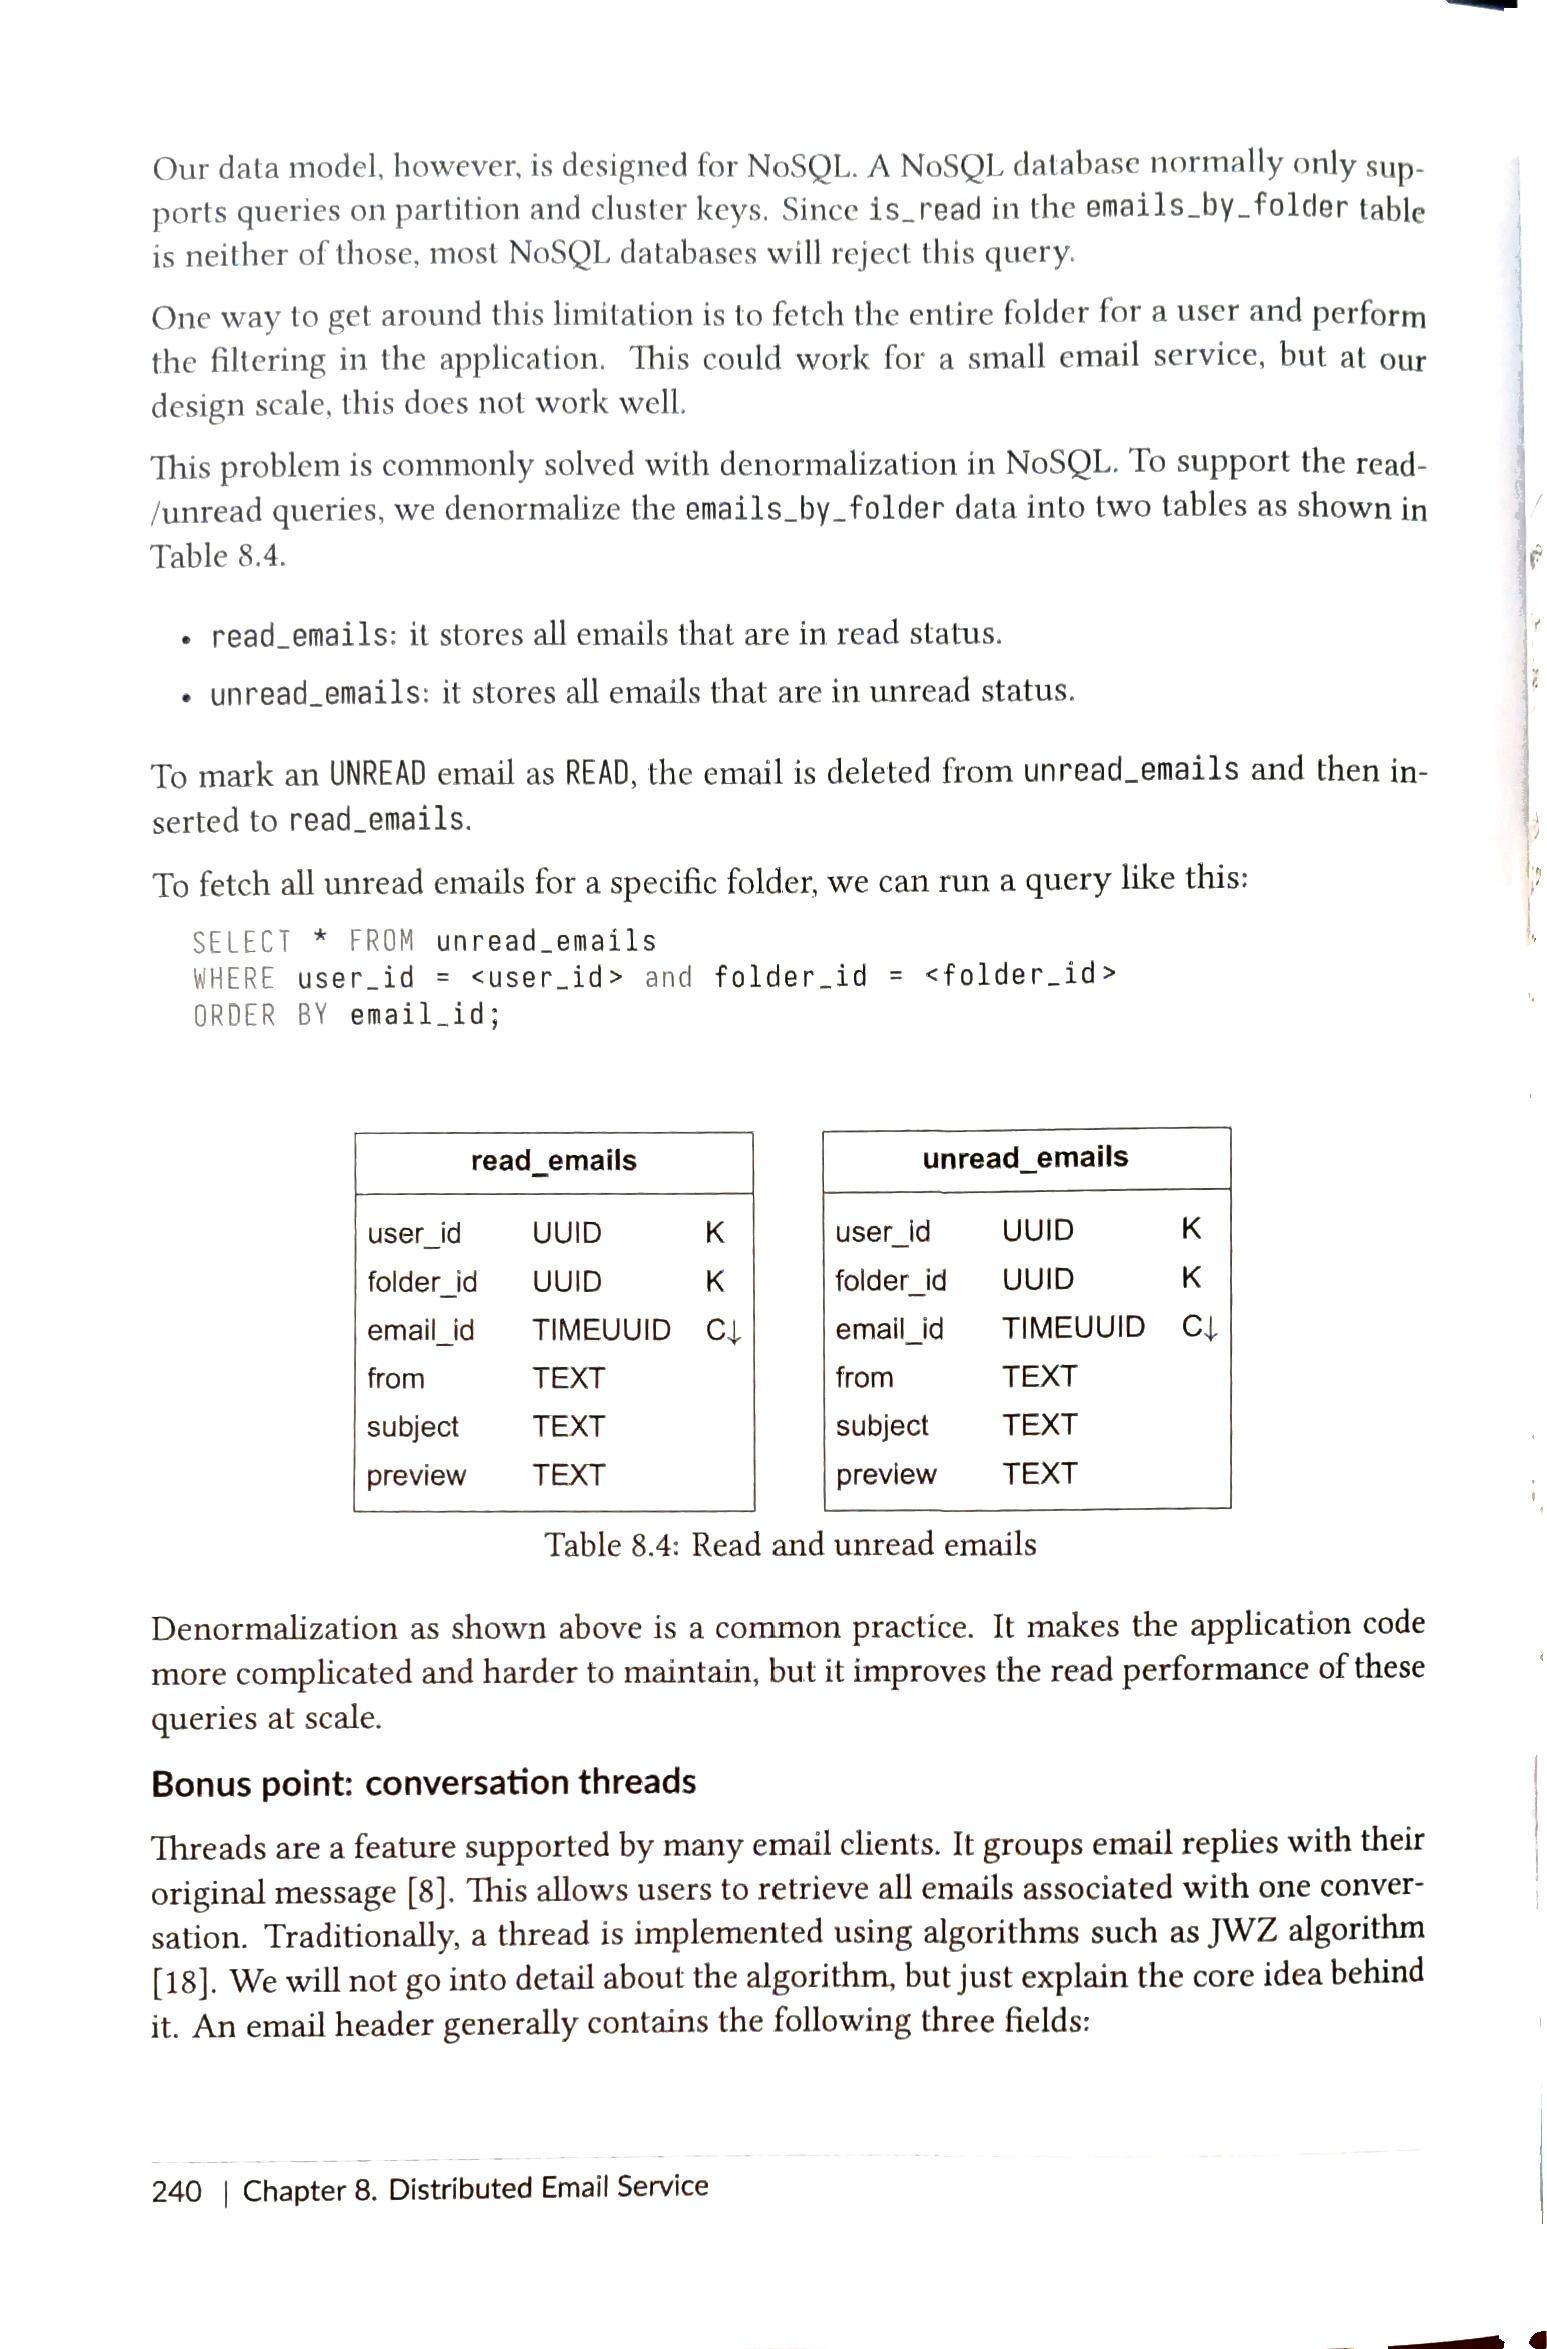 Our data model, however, is designed for NoSQL. A NoSQL database normally only sup-
ports queries on partition and cluster keys. Since is_read in the emails_by_folder table
is neither of those, most NoSQL databases will reject this query.
One way to get around this limitation is to fetch the entire folder for a user and perform
the filtering in the application. This could work for a small email service, but at our
design scale, this does not work well.
This problem is commonly solved with denormalization in NoSQL. To support the read-
/unread queries, we denormalize the emails_by_folder data into two tables as shown in
Table 8.4.
• read_emails: it stores all emails that are in read status.
• unread_emails: it stores all emails that are in unread status.
To mark an UNREAD email as READ, the email is deleted from unread_emails and then in-
serted to read_emails.
To fetch all unread emails for a specific folder, we can run a query like this:
SELECT * FROM unread_emails
WHERE user_id = <user_id> and folder_id = <folder_id>
ORDER BY email_id;
read_emails
user_id UUID K
folder_id UUID K
email_id TIMEUUID C↓
from TEXT
subject TEXT
preview TEXT
unread_emails
user_id UUID K
folder_id UUID K
email_id TIMEUUID C↓
from TEXT
subject TEXT
preview TEXT
Table 8.4: Read and unread emails
Denormalization as shown above is a common practice. It makes the application code
more complicated and harder to maintain, but it improves the read performance of these
queries at scale.
Bonus point: conversation threads
Threads are a feature supported by many email clients. It groups email replies with their
original message [8]. This allows users to retrieve all emails associated with one conver-
sation. Traditionally, a thread is implemented using algorithms such as JWZ algorithm
[18]. We will not go into detail about the algorithm, but just explain the core idea behind
it. An email header generally contains the following three fields:
240 | Chapter 8. Distributed Email Service